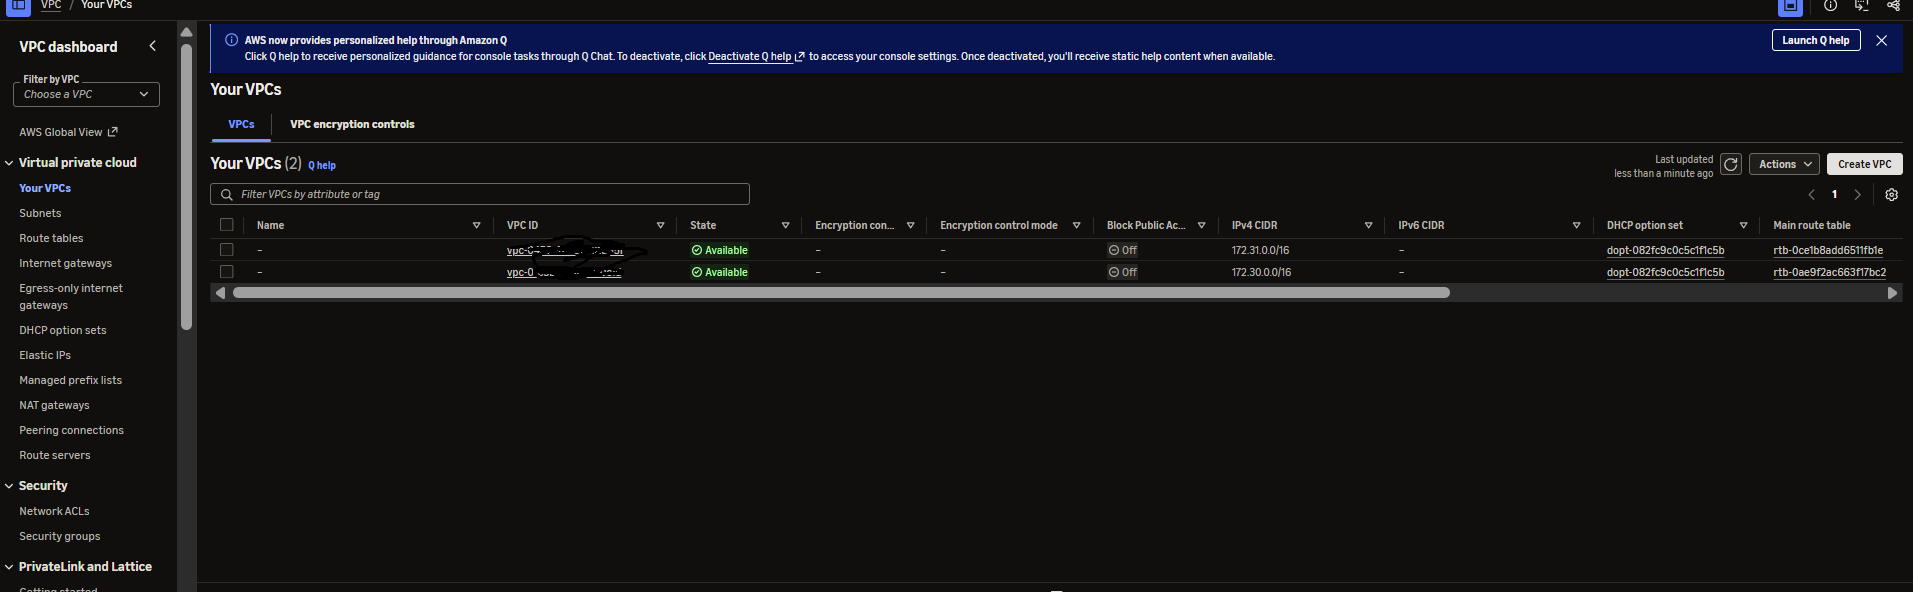 VPC / Your VPCs
VPC dashboard
Filter by VPC
Choose a VPC
AWS Global View
Virtual private cloud
Your VPCs
Subnets
Route tables
Internet gateways
Egress-only internet
gateways
DHCP option sets
Elastic IPs
Managed prefix lists
NAT gateways
Peering connections
Route servers
Security
Network ACLs
Security groups
PrivateLink and Lattice
Getting started
AWS now provides personalized help through Amazon Q
Click Q help to receive personalized guidance for console tasks through Q Chat. To deactivate, click Deactivate Q help to access your console settings. Once deactivated, you'll receive static help content when available.
Launch Q help
Your VPCs
VPCs VPC encryption controls
Your VPCs (2) Q help
Last updated
less than a minute ago
Actions
Create VPC
Filter VPCs by attribute or tag
1
Name VPC ID State Encryption con... Encryption control mode Block Public Ac... IPv4 CIDR IPv6 CIDR DHCP option set Main route table
– Available – – Off 172.31.0.0/16 – dopt-082fc9c0c5c1f1c5b rtb-0ce1b8add6511fb1e
– Available – – Off 172.30.0.0/16 – dopt-082fc9c0c5c1f1c5b rtb-0ae9f2ac663f17bc2